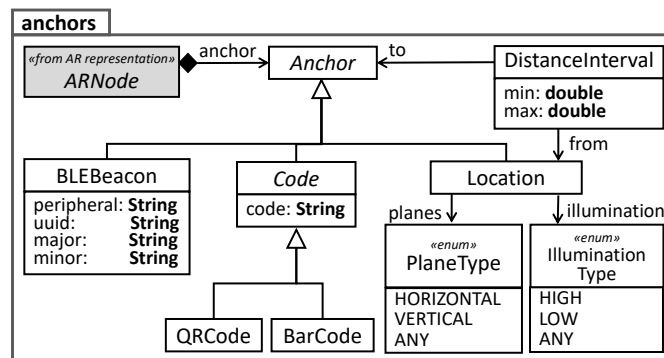 anchors
«from AR representation»
ARNode
anchor
Anchor
to
DistanceInterval
min: double
max: double
from
BLEBeacon
peripheral: String
uuid: String
major: String
minor: String
Code
code: String
Location
planes
illumination
«enum»
PlaneType
HORIZONTAL
VERTICAL
ANY
«enum»
Illumination
Type
HIGH
LOW
ANY
QRCode
BarCode